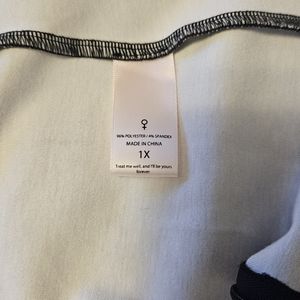 96% POLYESTER / 4% SPANDEX
MADE IN CHINA
1X
Treat me well, and I'll be yours
forever